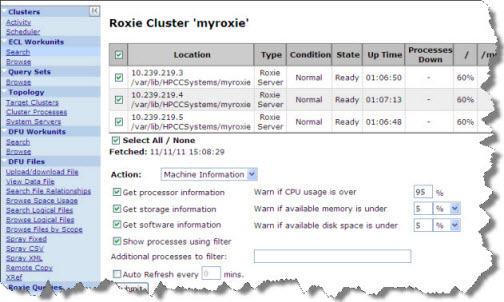 Clusters
Activity
Scheduler
ECL Workunits
Search
Browse
Query Sets
Browse
Topology
Target Clusters
Cluster Processes
System Servers
DFU Workunits
Search
Browse
DFU Files
Upload/download File
View Data File
Search File Relationships
Browse Space Usage
Search Logical Files
Browse Logical Files
Browse Files by Scope
Spray Fixed
Spray CSV
Spray XML
Remote Copy
XRef
Roxie Queries
Roxie Cluster 'myroxie'
Location Type Condition State Up Time Processes Down / /m
10.239.219.3 /var/lib/HPCCSystems/myroxie Roxie Server Normal Ready 01:06:50 - 60%
10.239.219.4 /var/lib/HPCCSystems/myroxie Roxie Server Normal Ready 01:07:13 - 60%
10.239.219.5 /var/lib/HPCCSystems/myroxie Roxie Server Normal Ready 01:06:48 - 60%
Select All / None
Fetched: 11/11/11 15:08:29
Action: Machine Information
Get processor information Warn if CPU usage is over 95 %
Get storage information Warn if available memory is under 5 %
Get software information Warn if available disk space is under 5 %
Show processes using filter
Additional processes to filter:
Auto Refresh every 0 mins.